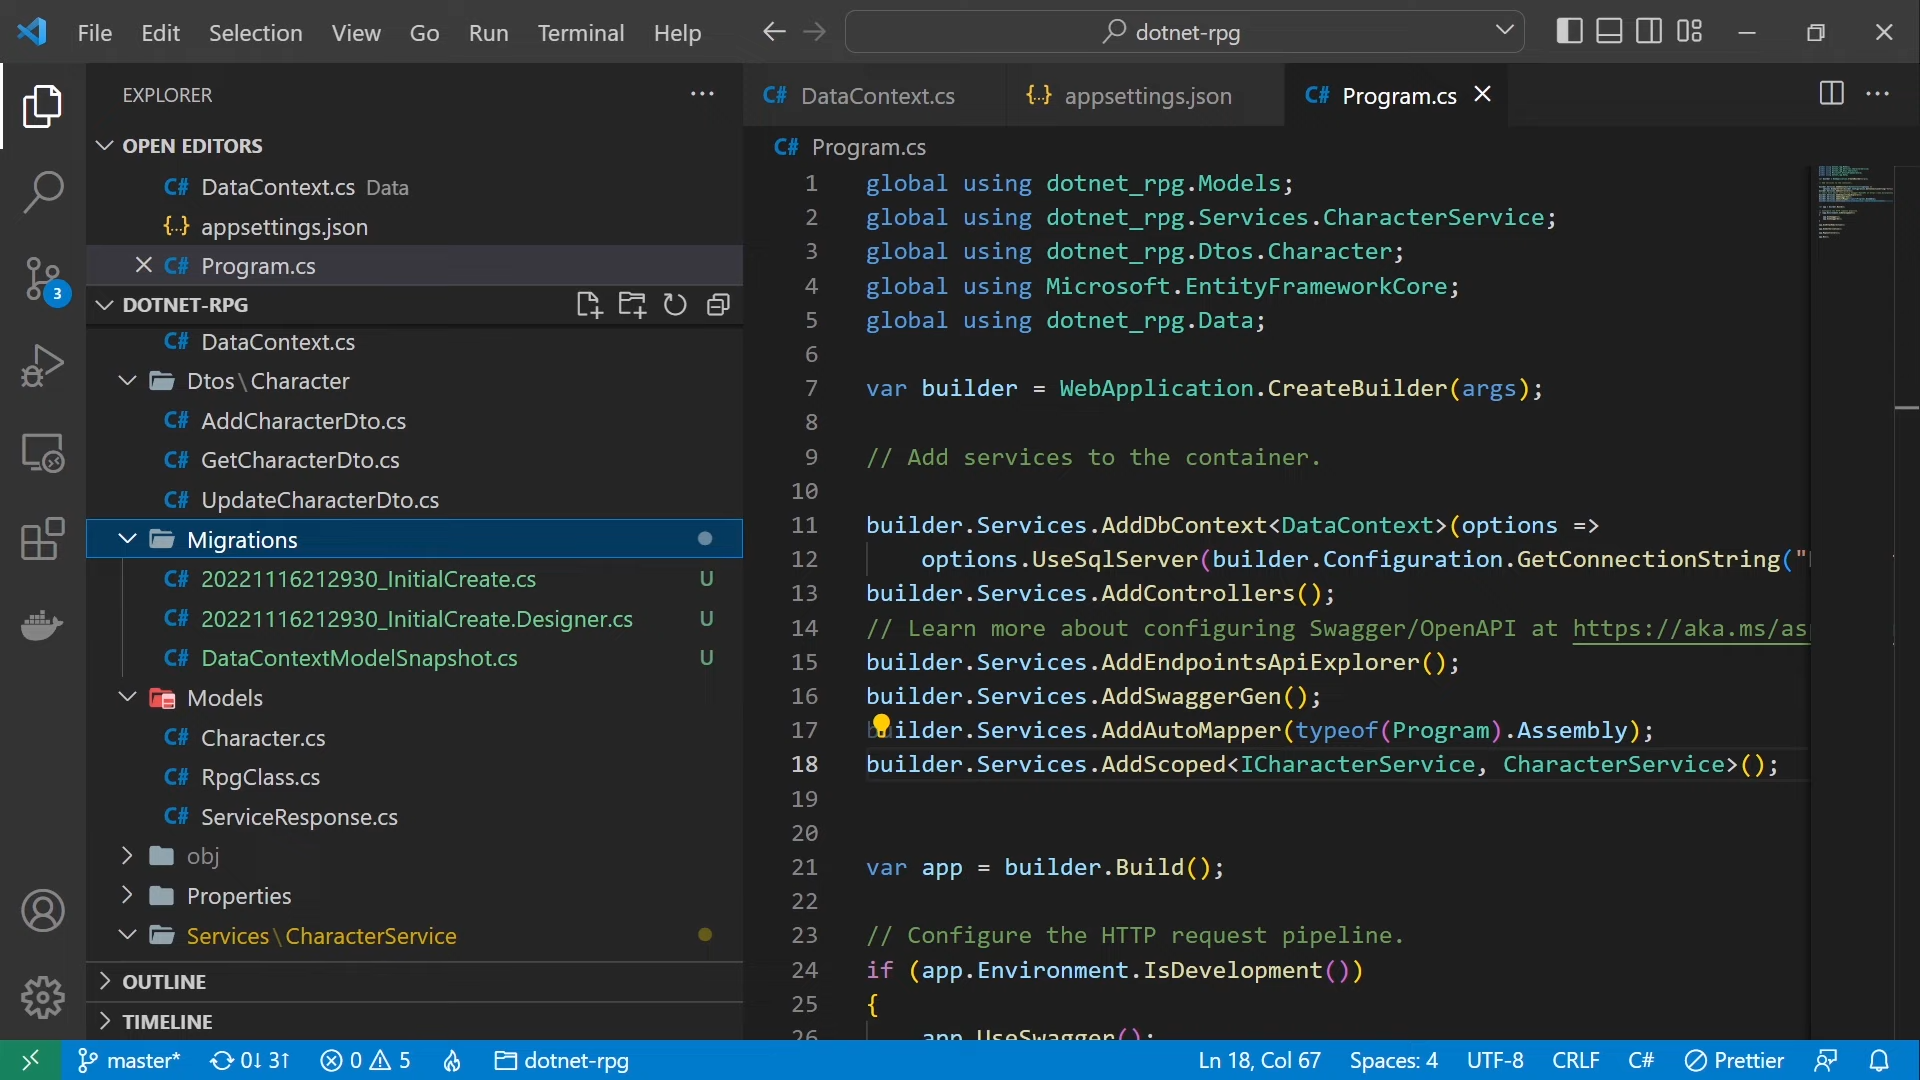 File Edit Selection View Go Run Terminal Help
dotnet-rpg
EXPLORER
OPEN EDITORS
C# DataContext.cs Data
{..} appsettings.json
C# Program.cs
3
DOTNET-RPG
C# DataContext.cs
Dtos\Character
C# AddCharacterDto.cs
C# GetCharacterDto.cs
C# UpdateCharacterDto.cs
Migrations
C# 20221116212930_InitialCreate.cs U
C# 20221116212930_InitialCreate.Designer.cs U
C# DataContextModelSnapshot.cs U
Models
C# Character.cs
C# RpgClass.cs
C# ServiceResponse.cs
obj
Properties
Services\CharacterService
OUTLINE
TIMELINE
C# DataContext.cs
{..} appsettings.json
C# Program.cs
C# Program.cs
1 global using dotnet_rpg.Models;
2 global using dotnet_rpg.Services.CharacterService;
3 global using dotnet_rpg.Dtos.Character;
4 global using Microsoft.EntityFrameworkCore;
5 global using dotnet_rpg.Data;
6
7 var builder = WebApplication.CreateBuilder(args);
8
9 // Add services to the container.
10
11 builder.Services.AddDbContext<DataContext>(options =>
12 options.UseSqlServer(builder.Configuration.GetConnectionString("
13 builder.Services.AddControllers();
14 // Learn more about configuring Swagger/OpenAPI at https://aka.ms/as
15 builder.Services.AddEndpointsApiExplorer();
16 builder.Services.AddSwaggerGen();
17 builder.Services.AddAutoMapper(typeof(Program).Assembly);
18 builder.Services.AddScoped<ICharacterService, CharacterService>();
19
20
21 var app = builder.Build();
22
23 // Configure the HTTP request pipeline.
24 if (app.Environment.IsDevelopment())
25 {
26 app.UseSwagger();
master* 0↓ 3↑ 0 5 dotnet-rpg Ln 18, Col 67 Spaces: 4 UTF-8 CRLF C# Prettier